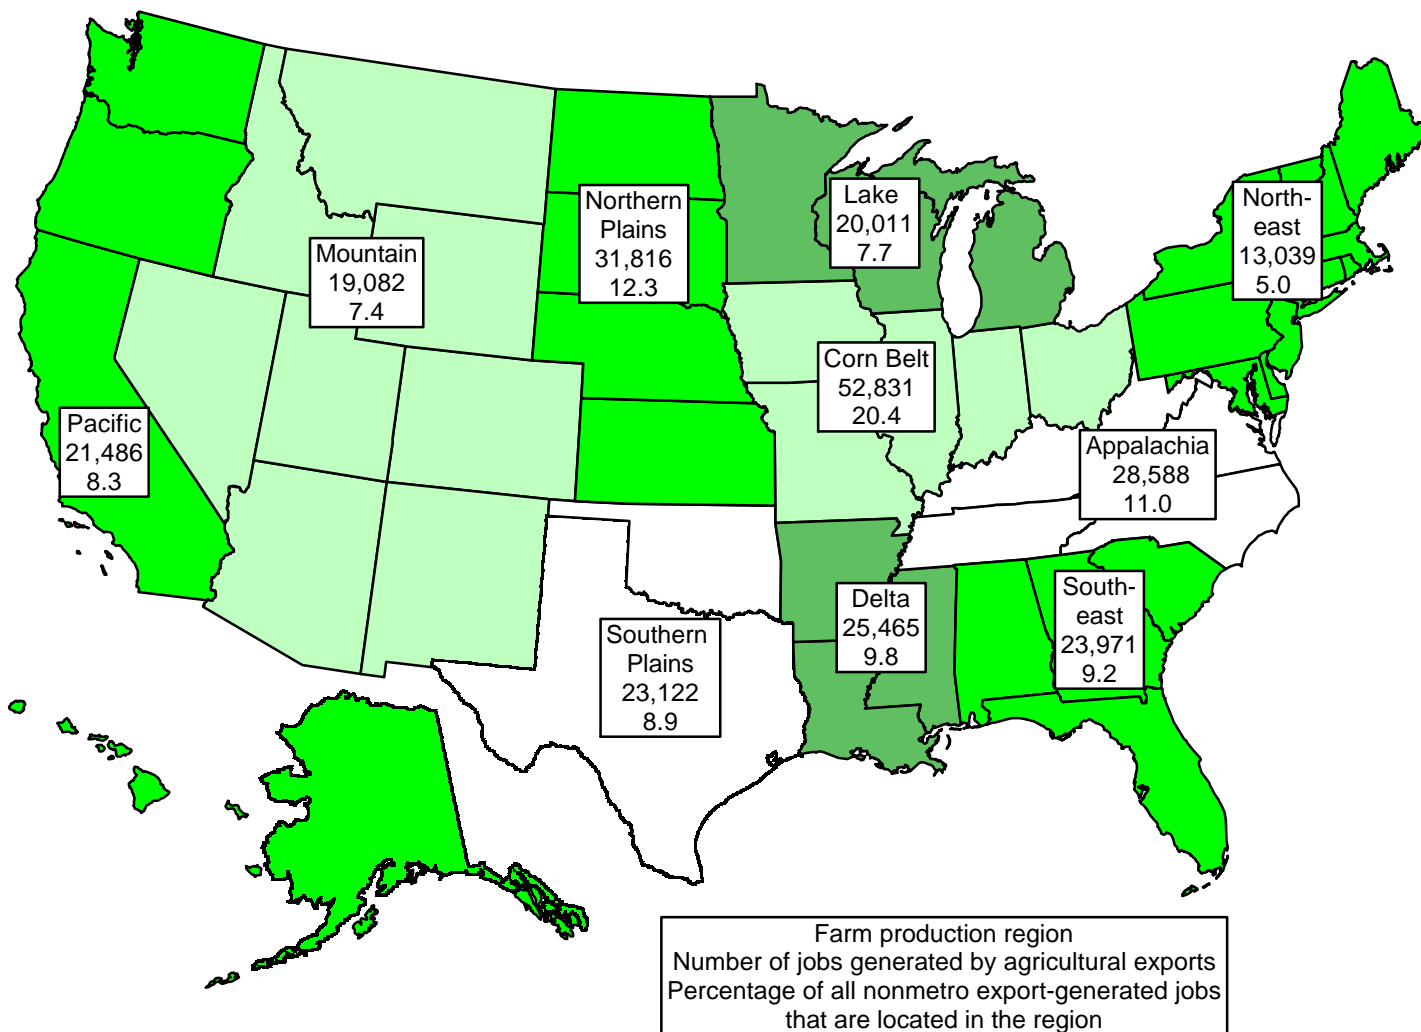 Lake
20,011
7.7
North-
east
13,039
5.0
Northern
Plains
31,816
12.3
Mountain
19,082
7.4
Corn Belt
52,831
20.4
Pacific
21,486
8.3
Appalachia
28,588
11.0
Delta
25,465
9.8
South-
east
23,971
9.2
Southern
Plains
23,122
8.9
Farm production region
Number of jobs generated by agricultural exports
Percentage of all nonmetro export-generated jobs
that are located in the region